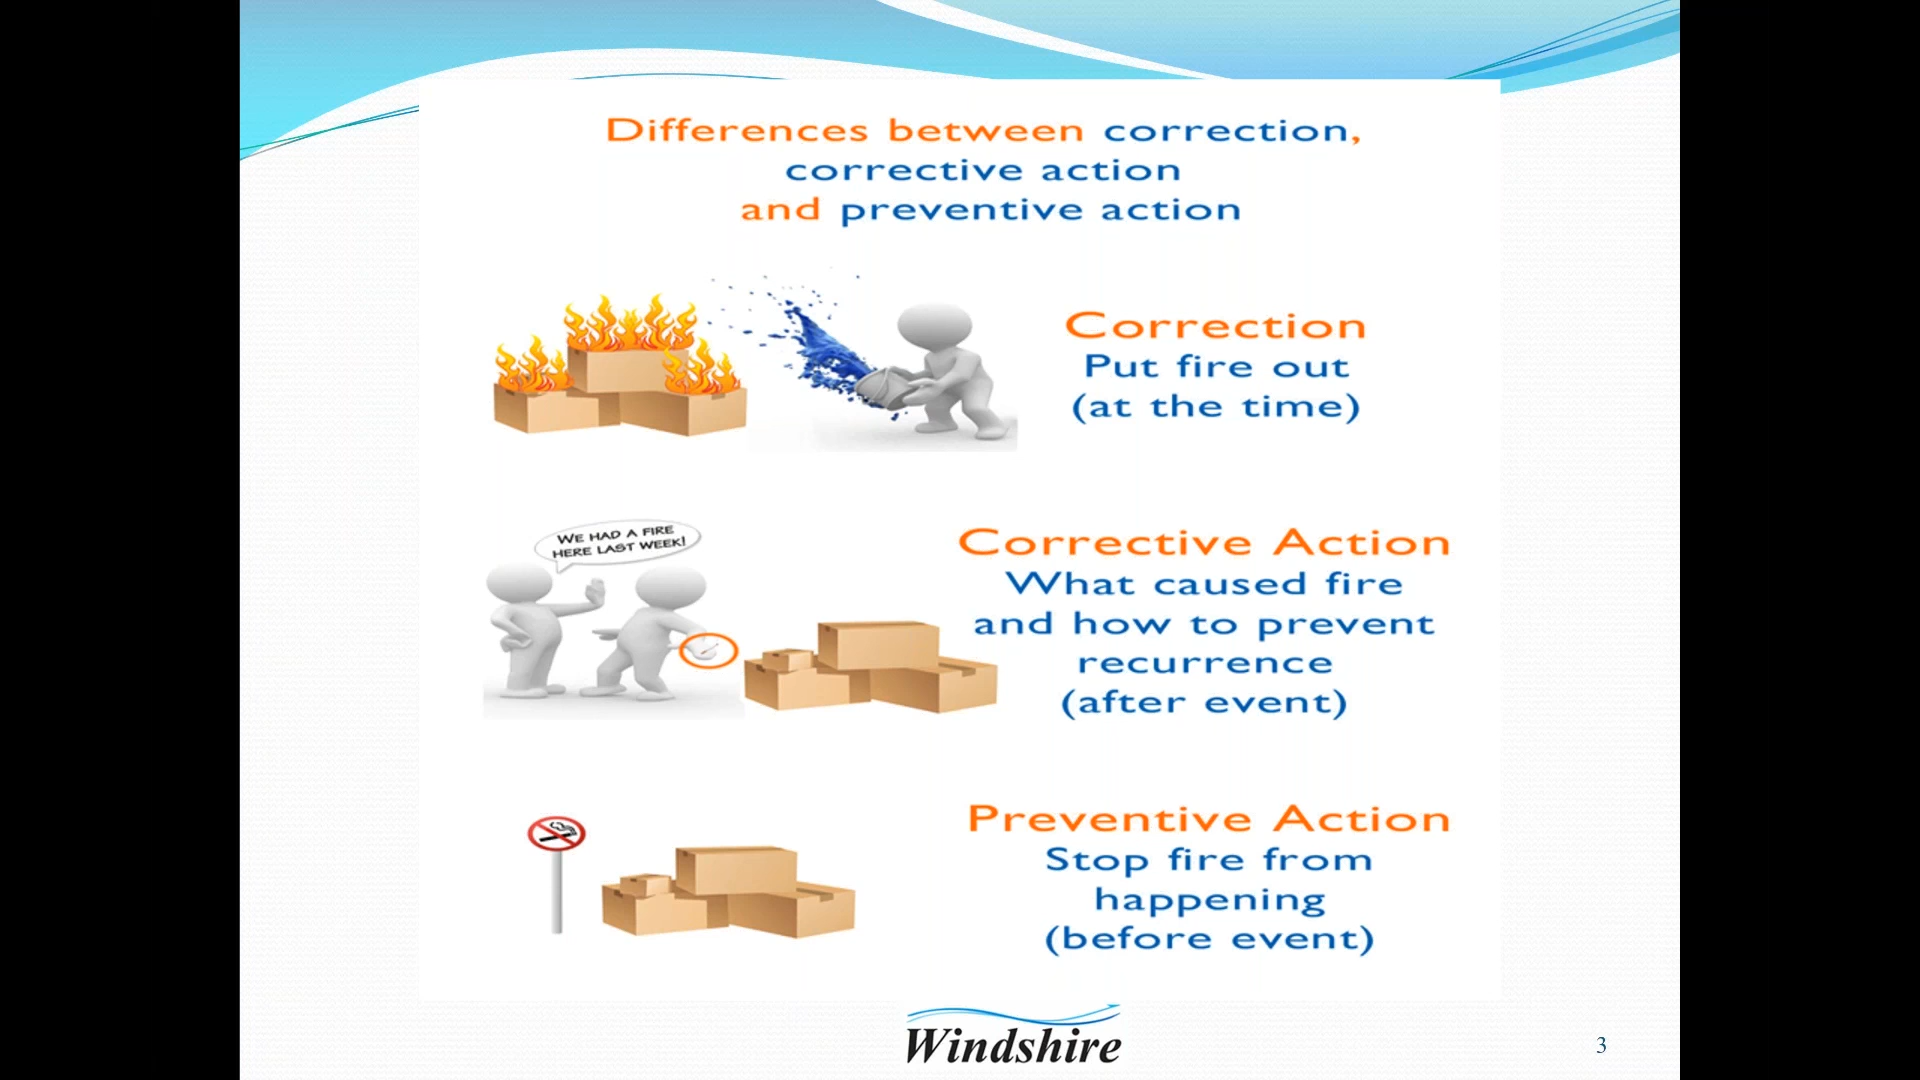 Differences between correction,
corrective action
and preventive action
Correction
Put fire out
(at the time)
WE HAD A FIRE
HERE LAST WEEK!
Corrective Action
What caused fire
and how to prevent
recurrence
(after event)
Preventive Action
Stop fire from
happening
(before event)
Windshire
3